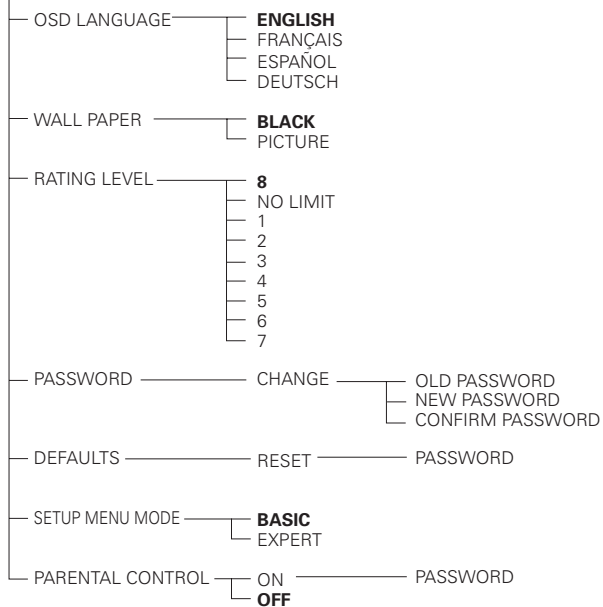 OSD LANGUAGE ENGLISH
FRANÇAIS
ESPAÑOL
DEUTSCH
WALL PAPER BLACK
PICTURE
RATING LEVEL 8
NO LIMIT
1
2
3
4
5
6
7
PASSWORD CHANGE OLD PASSWORD
NEW PASSWORD
CONFIRM PASSWORD
DEFAULTS RESET PASSWORD
SETUP MENU MODE BASIC
EXPERT
PARENTAL CONTROL ON PASSWORD
OFF